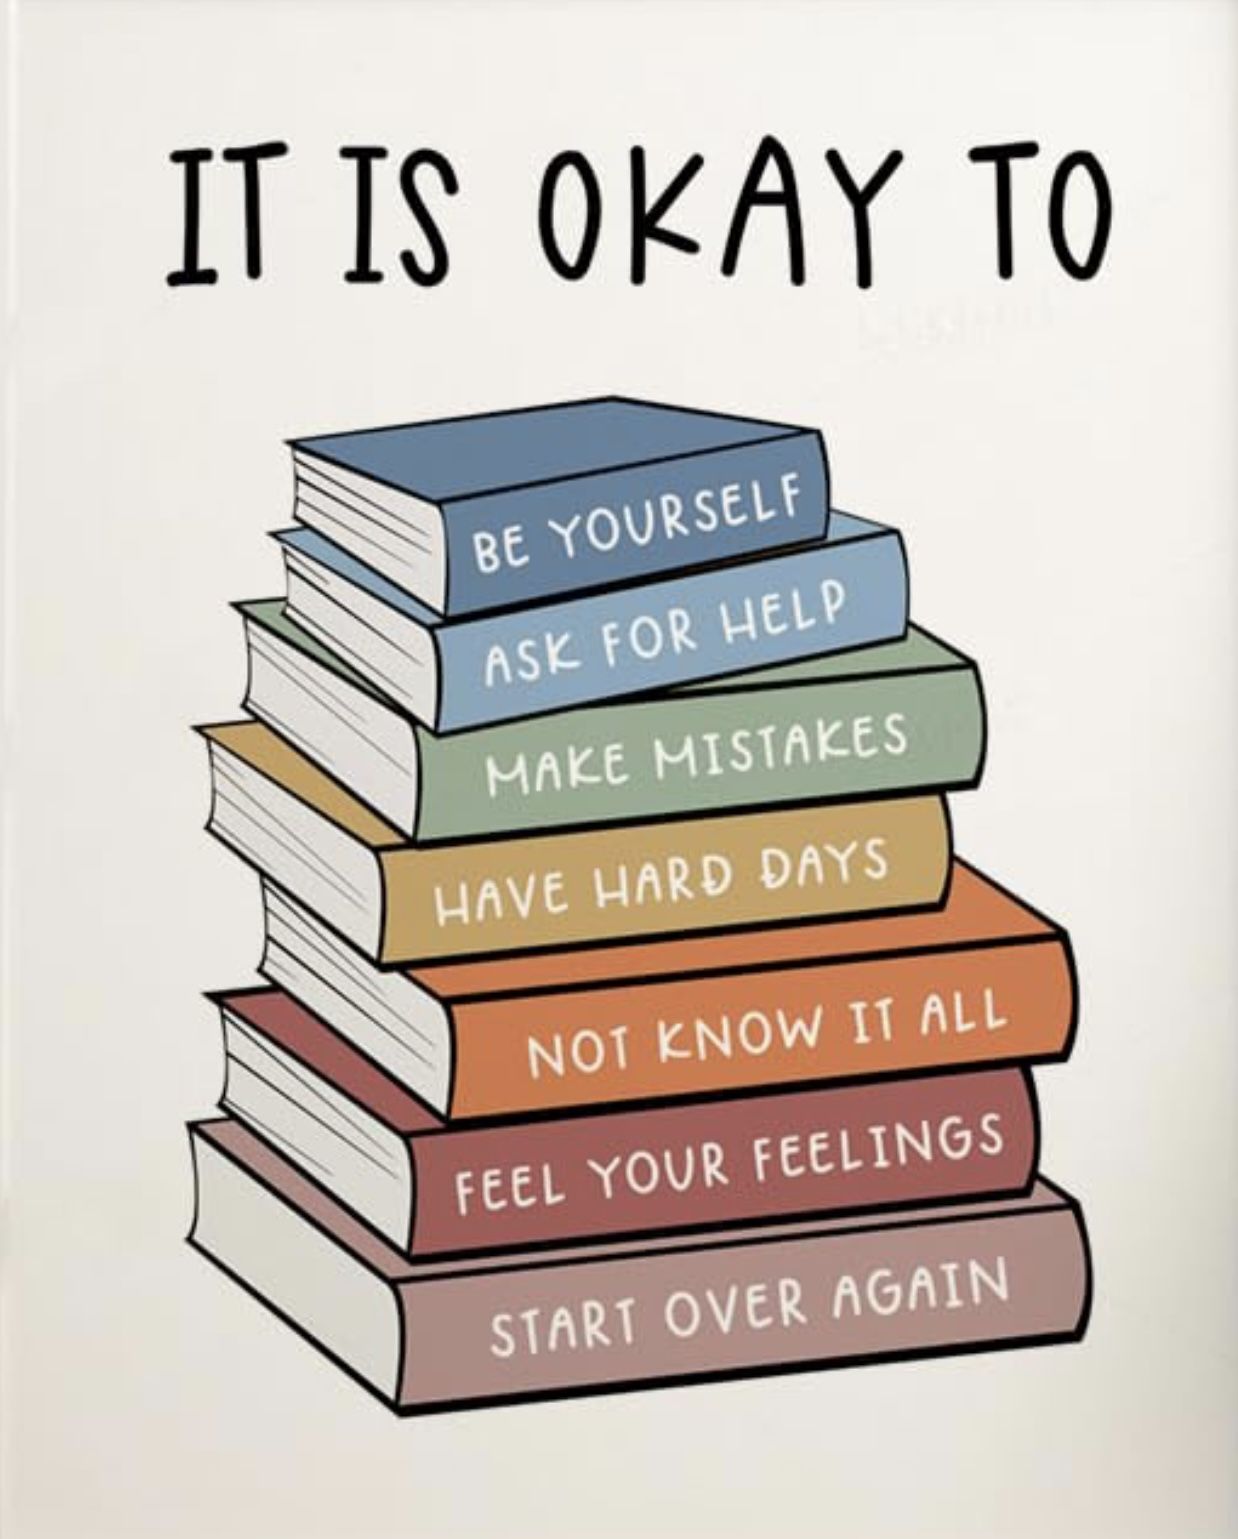 IT IS OKAY TO
BE YOURSELF
ASK FOR HELP
MAKE MISTAKES
HAVE HARD DAYS
NOT KNOW IT ALL
FEEL YOUR FEELINGS
START OVER AGAIN